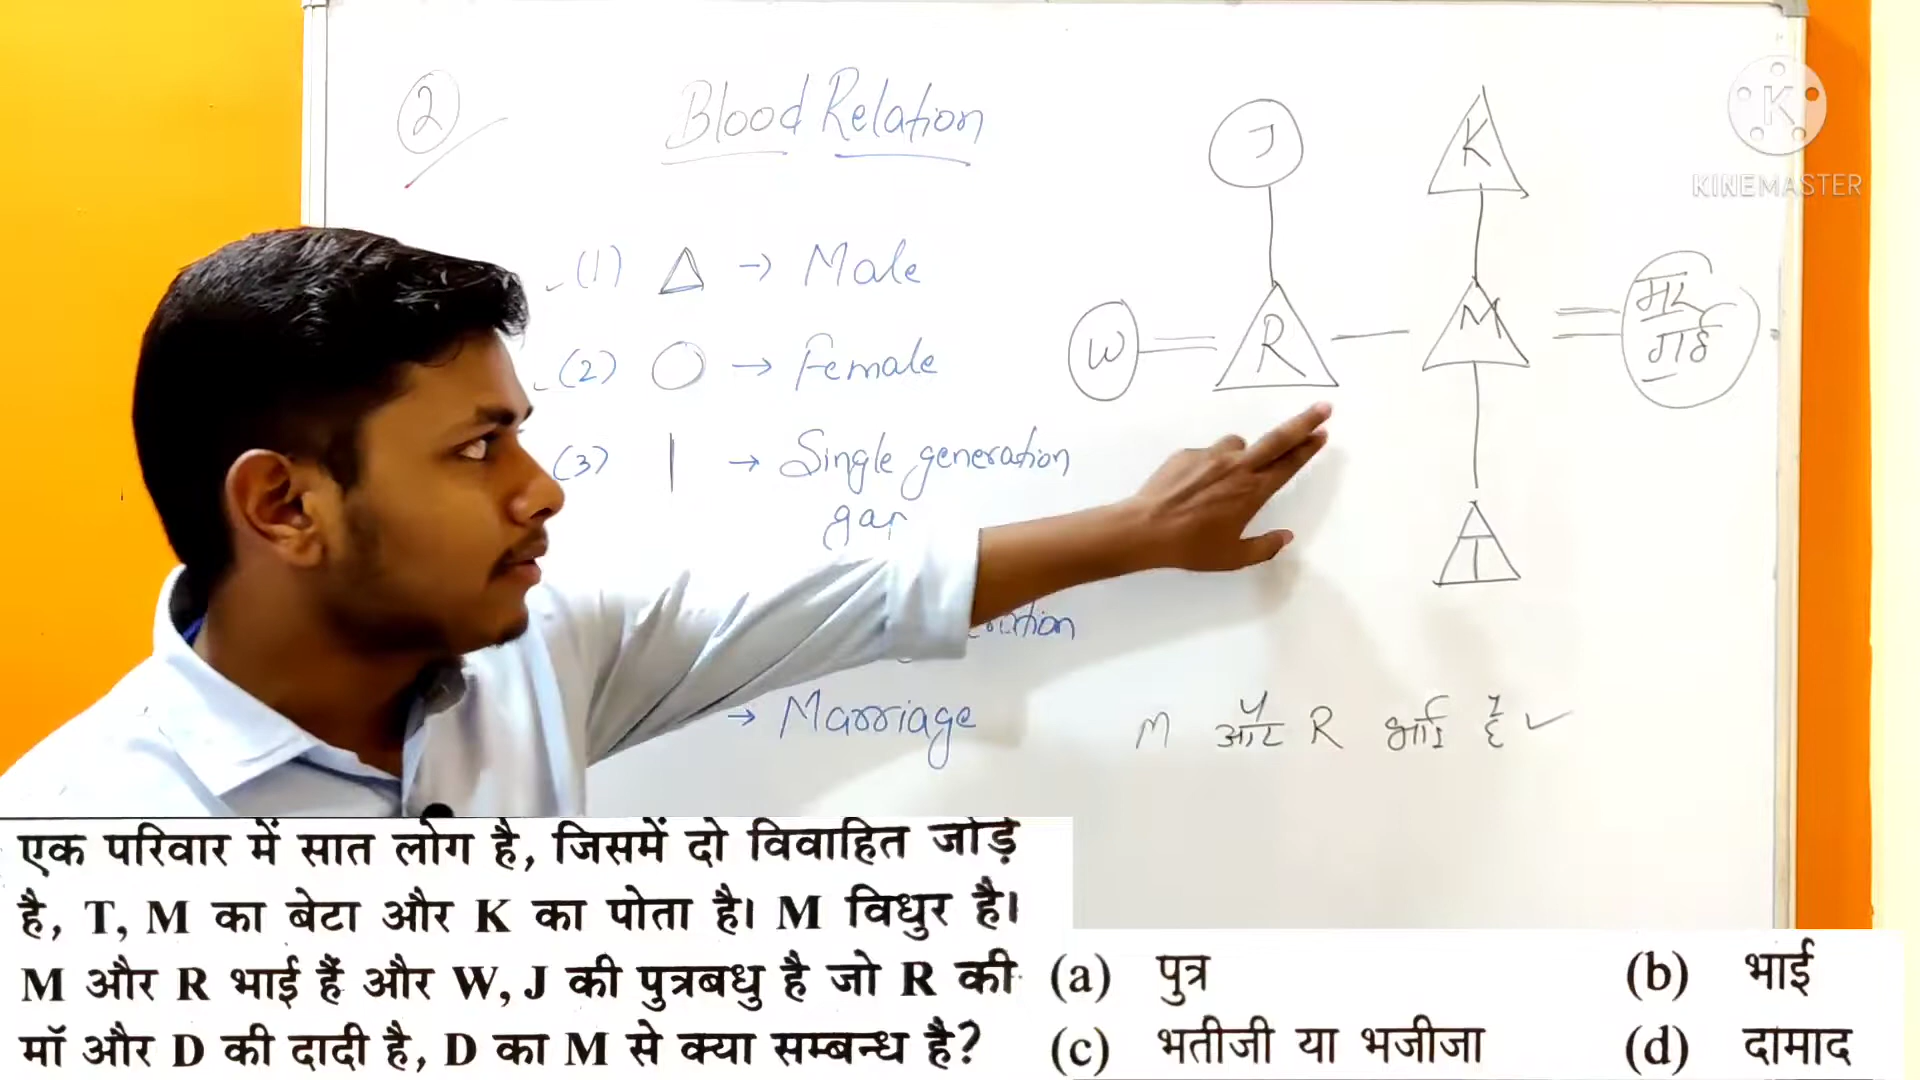 2
Blood Relation
(1) △ → Male
(2) ○ → Female
(3) | → Single generation
gap
→ Marriage
J
K
W
R
M
मर
गई
T
M और R भाई है ✓
K
KINEMASTER
एक परिवार में सात लोग है, जिसमें दो विवाहित जोड़े
है, T, M का बेटा और K का पोता है। M विधुर है।
M और R भाई हैं और W, J की पुत्रबधु है जो R की
माँ और D की दादी है, D का M से क्या सम्बन्ध है?
(a) पुत्र (b) भाई
(c) भतीजी या भजीजा (d) दामाद